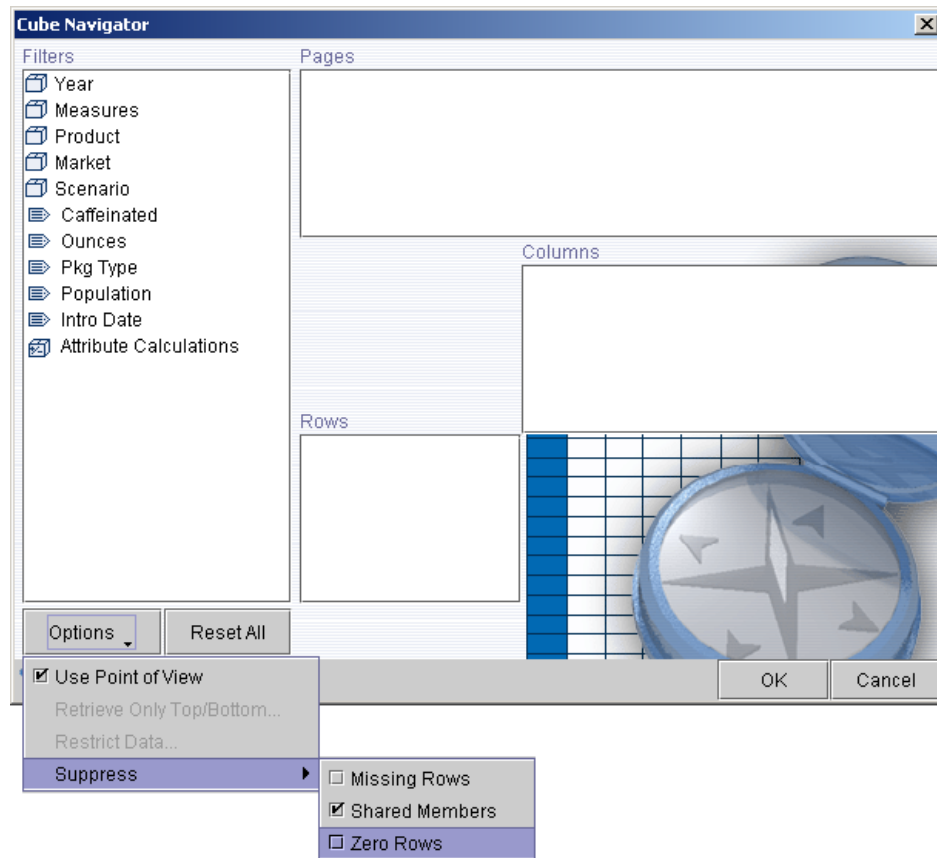 Cube Navigator
Filters
Pages
Year
Measures
Product
Market
Scenario
Caffeinated
Ounces
Pkg Type
Population
Intro Date
Attribute Calculations
Columns
Rows
Options
Reset All
Use Point of View
Retrieve Only Top/Bottom...
Restrict Data...
Suppress
OK
Cancel
Missing Rows
Shared Members
Zero Rows